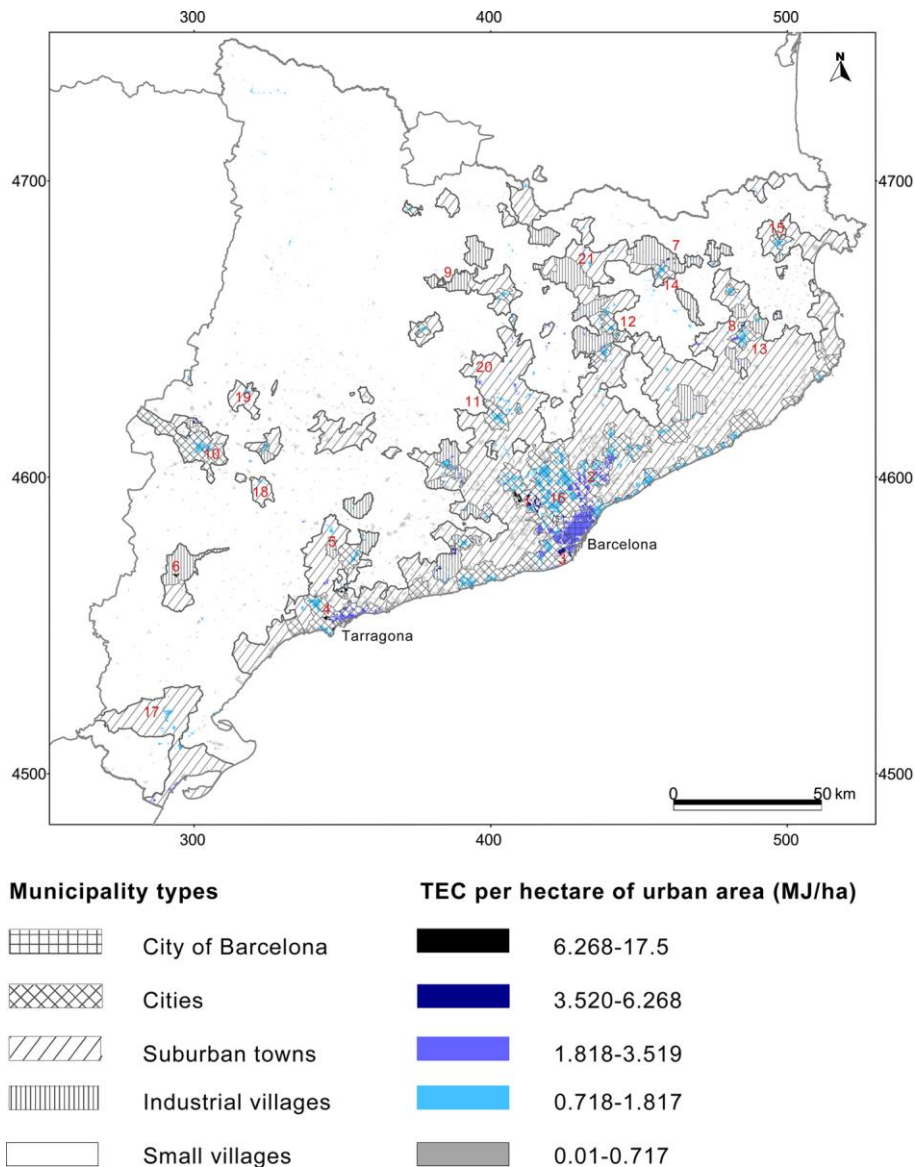 300 400 500
N
4700 4700
15
7
21
9
14
12
8
13
20
19
11
10
18
16 2
4600 4600
1
Barcelona
5
3
6
4
Tarragona
17
4500 4500
0 50 km
300 400 500
Municipality types TEC per hectare of urban area (MJ/ha)
City of Barcelona 6.268-17.5
Cities 3.520-6.268
Suburban towns 1.818-3.519
Industrial villages 0.718-1.817
Small villages 0.01-0.717